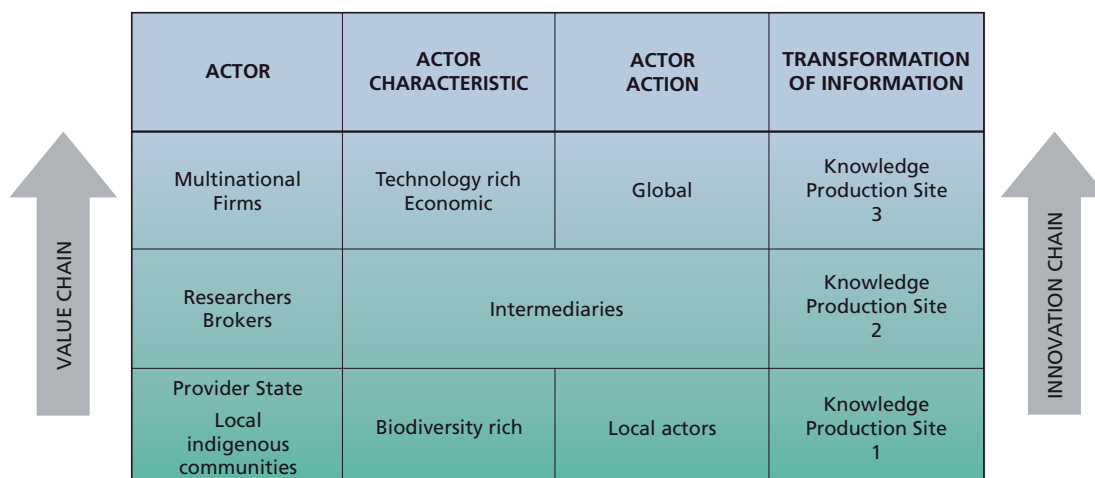 ACTOR
ACTOR
CHARACTERISTIC
ACTOR
ACTION
TRANSFORMATION
OF INFORMATION
Multinational
Firms
Technology rich
Economic
Global
Knowledge
Production Site
3
Researchers
Brokers
Intermediaries
Knowledge
Production Site
2
Provider State
Local
indigenous
communities
Biodiversity rich
Local actors
Knowledge
Production Site
1
VALUE CHAIN
INNOVATION CHAIN